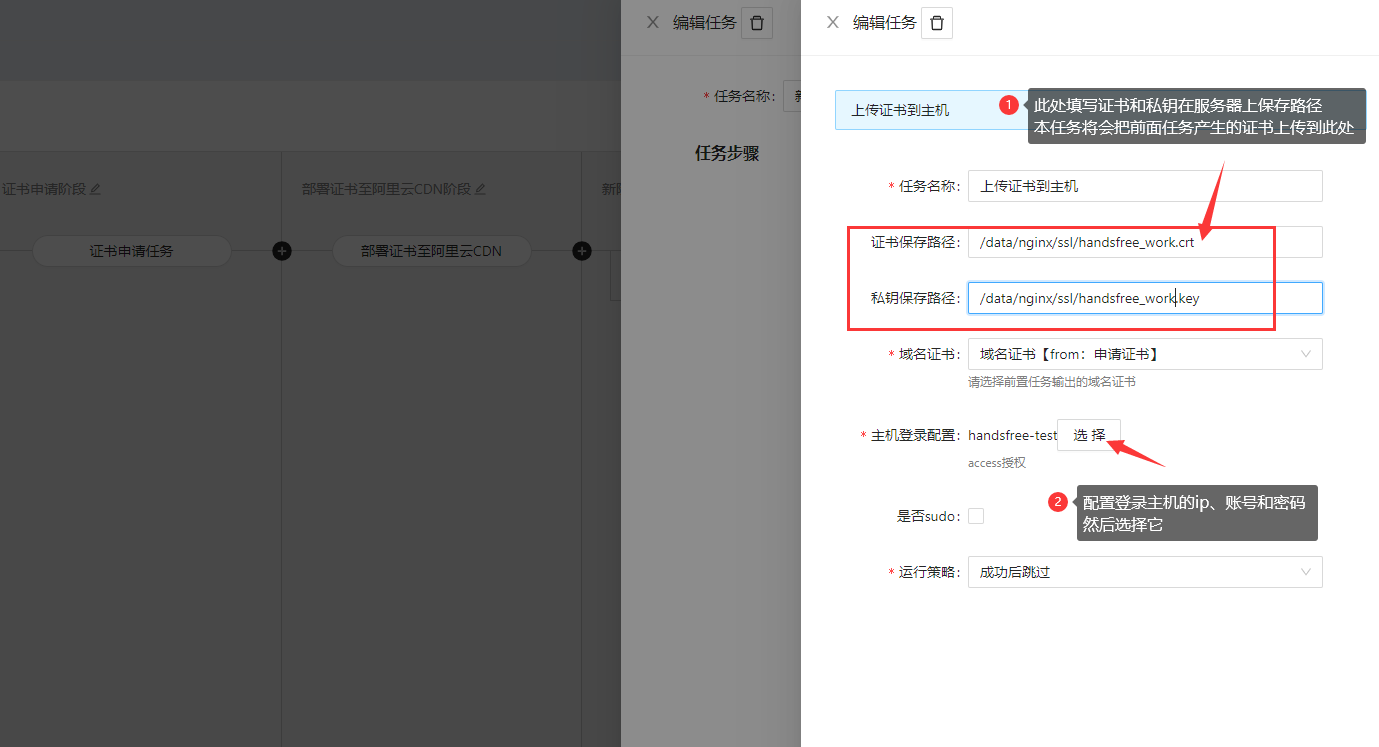 编辑任务
编辑任务
* 任务名称:
任务步骤
证书申请阶段
部署证书至阿里云CDN阶段
证书申请任务
部署证书至阿里云CDN
上传证书到主机
1
此处填写证书和私钥在服务器上保存路径
本任务将会把前面任务产生的证书上传到此处
* 任务名称: 上传证书到主机
证书保存路径: /data/nginx/ssl/handsfree_work.crt
私钥保存路径: /data/nginx/ssl/handsfree_work.key
* 域名证书: 域名证书【from：申请证书】
请选择前置任务输出的域名证书
* 主机登录配置: handsfree-test 选 择
access授权
2
配置登录主机的ip、账号和密码
然后选择它
是否sudo:
* 运行策略: 成功后跳过